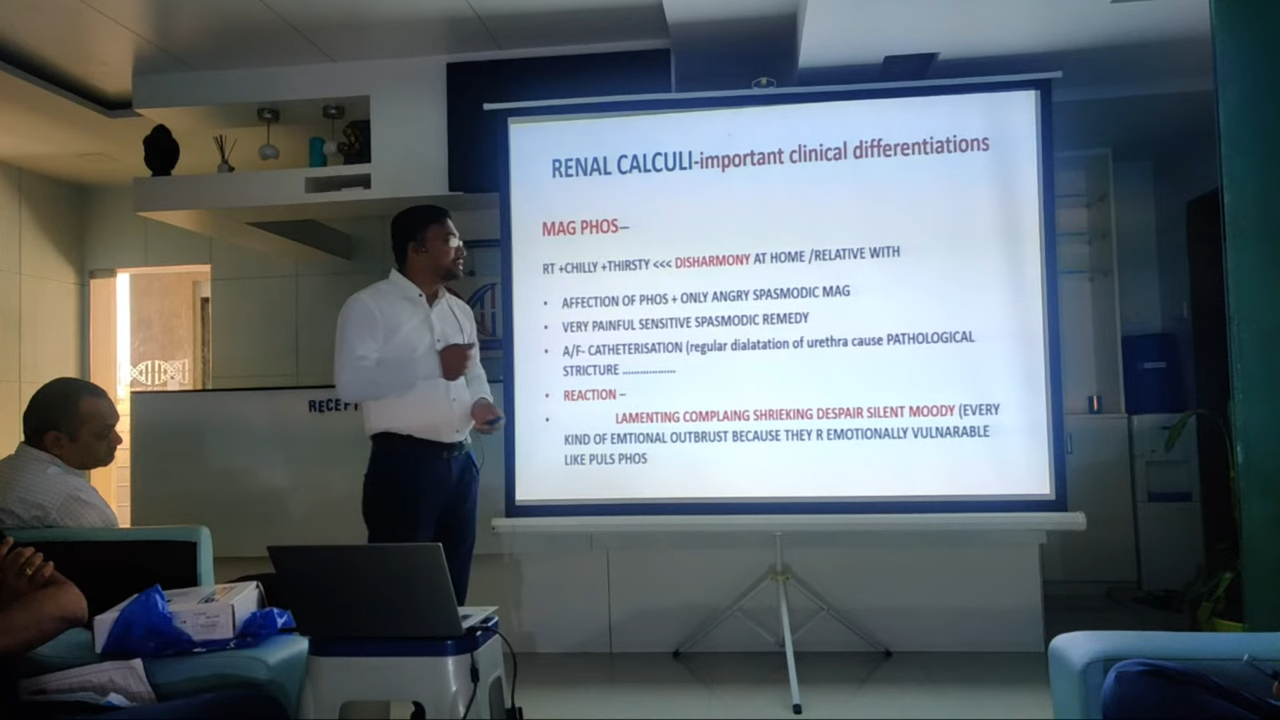 RENAL CALCULI-important clinical differentiations
MAG PHOS–
RT +CHILLY +THIRSTY <<< DISHARMONY AT HOME /RELATIVE WITH
• AFFECTION OF PHOS + ONLY ANGRY SPASMODIC MAG
• VERY PAINFUL SENSITIVE SPASMODIC REMEDY
• A/F- CATHETERISATION (regular dialatation of urethra cause PATHOLOGICAL
STRICTURE ..................
• REACTION –
• LAMENTING COMPLAING SHRIEKING DESPAIR SILENT MOODY (EVERY
KIND OF EMTIONAL OUTBRUST BECAUSE THEY R EMOTIONALLY VULNARABLE
LIKE PULS PHOS
RECEPT